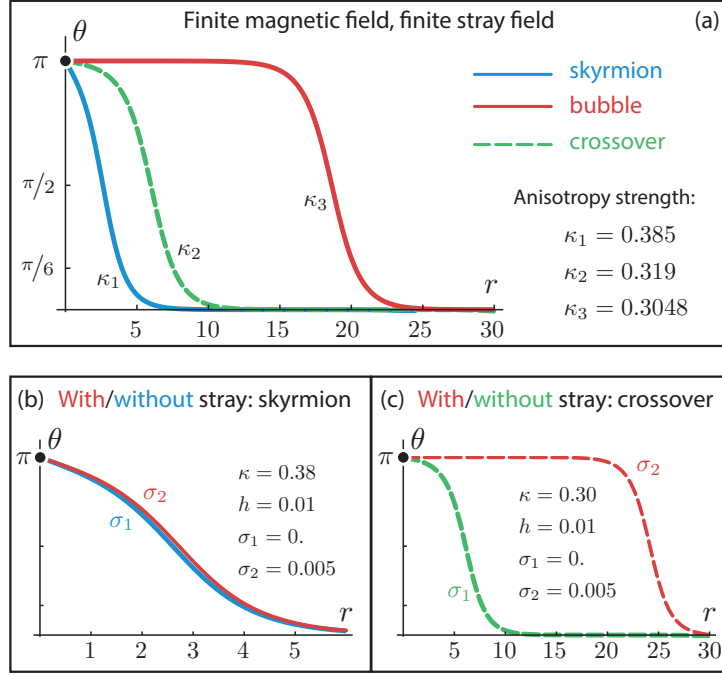 Finite magnetic field, finite stray field (a)
θ
π
π/2
π/6
skyrmion
bubble
crossover
Anisotropy strength:
κ₁ = 0.385
κ₂ = 0.319
κ₃ = 0.3048
κ₁
κ₂
κ₃
r
5 10 15 20 25 30
(b) With/without stray: skyrmion
θ
π
κ = 0.38
h = 0.01
σ₁ = 0.
σ₂ = 0.005
σ₂
σ₁
r
1 2 3 4 5
With/without stray: crossover (c)
θ
π
σ₂
κ = 0.30
h = 0.01
σ₁ = 0.
σ₂ = 0.005
σ₁
r
5 10 15 20 25 30